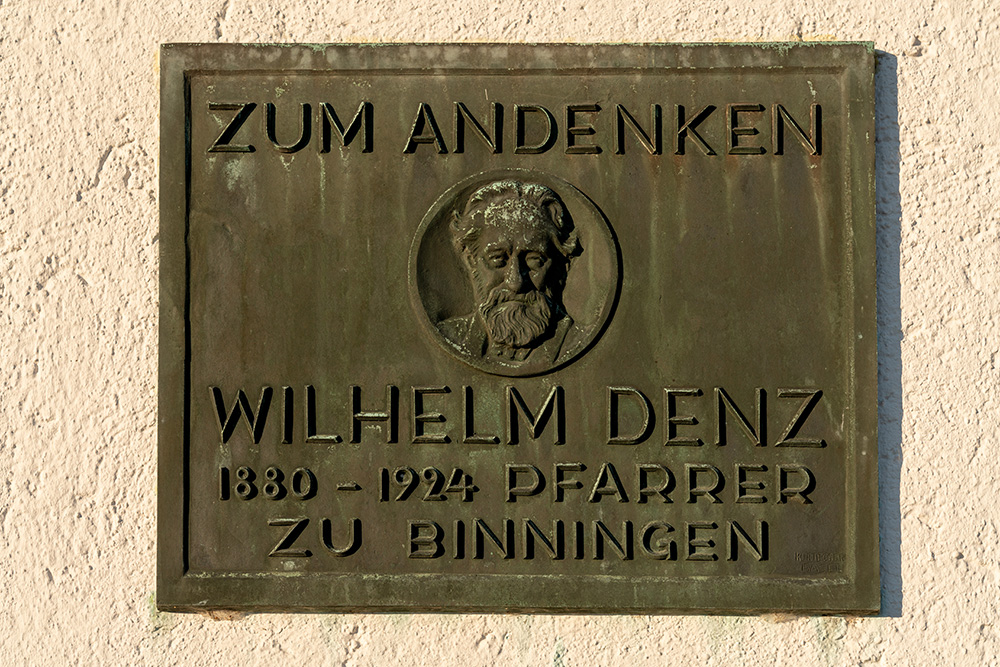 ZUM ANDENKEN
WILHELM DENZ
1880 - 1924 PFARRER
ZU BINNINGEN